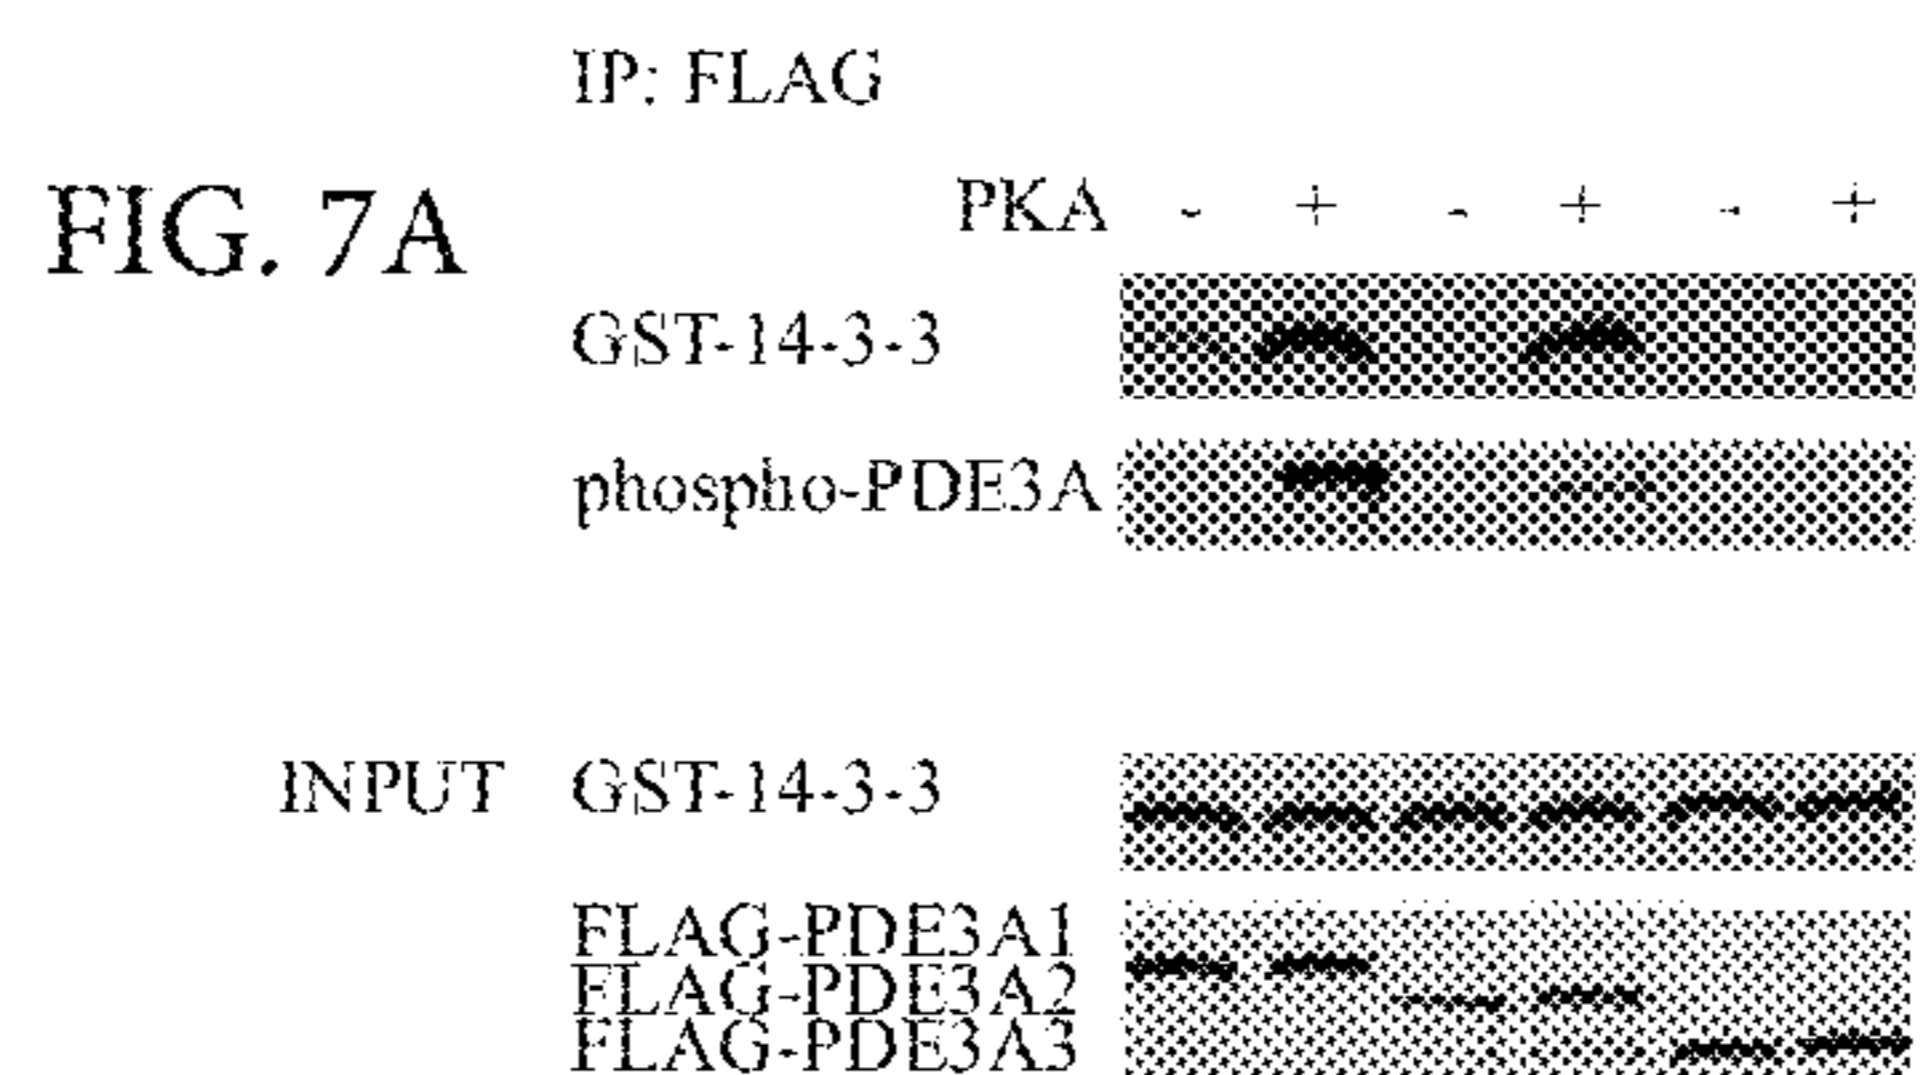 IP: FLAG
FIG. 7A
PKA - + - + - +
GST-14-3-3
phospho-PDE3A
INPUT GST-14-3-3
FLAG-PDE3A1
FLAG-PDE3A2
FLAG-PDE3A3